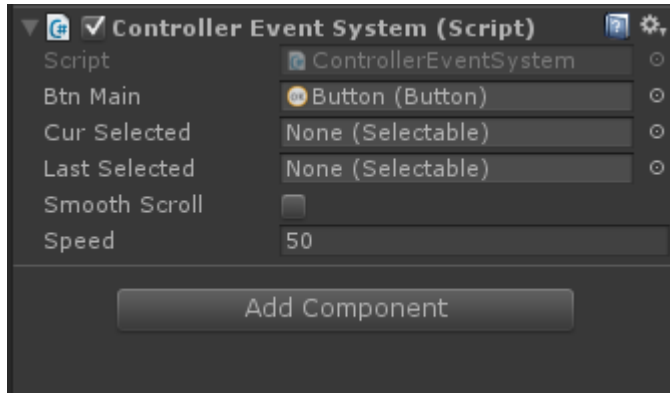 Controller Event System (Script)
Script ControllerEventSystem
Btn Main Button (Button)
Cur Selected None (Selectable)
Last Selected None (Selectable)
Smooth Scroll
Speed 50
Add Component